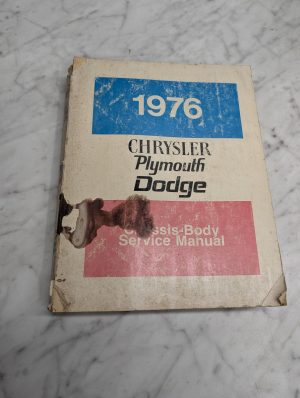 1976
CHRYSLER
Plymouth
Dodge
Chassis-Body
Service Manual